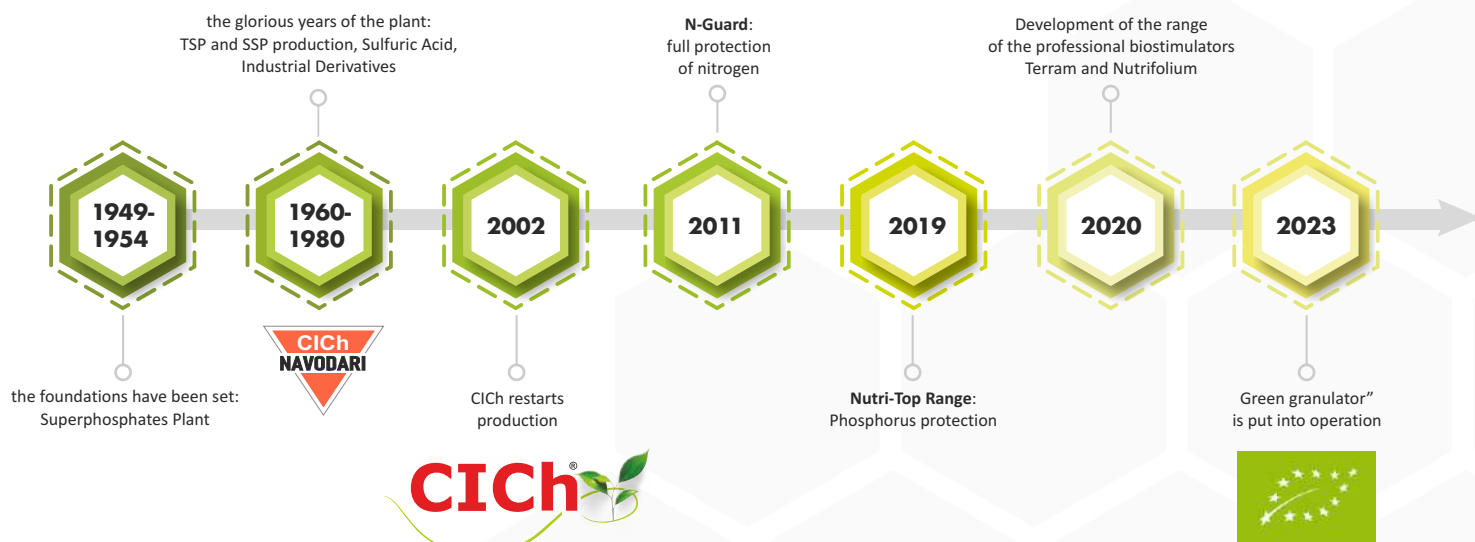 the glorious years of the plant:
TSP and SSP production, Sulfuric Acid,
Industrial Derivatives
N-Guard:
full protection
of nitrogen
Development of the range
of the professional biostimulators
Terram and Nutrifolium
1949-
1954
1960-
1980
2002
2011
2019
2020
2023
CICh
NAVODARI
the foundations have been set:
Superphosphates Plant
CICh restarts
production
Nutri-Top Range:
Phosphorus protection
Green granulator”
is put into operation
CICh®